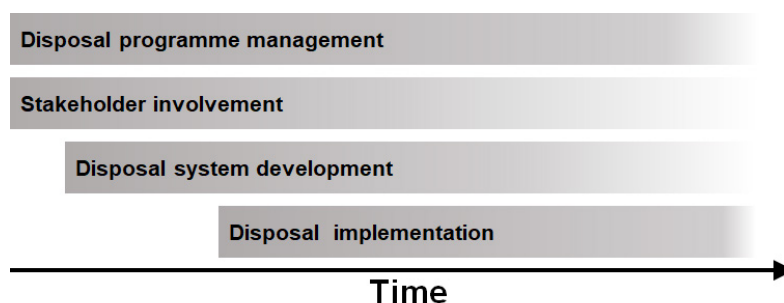 Disposal programme management
Stakeholder involvement
Disposal system development
Disposal implementation
Time